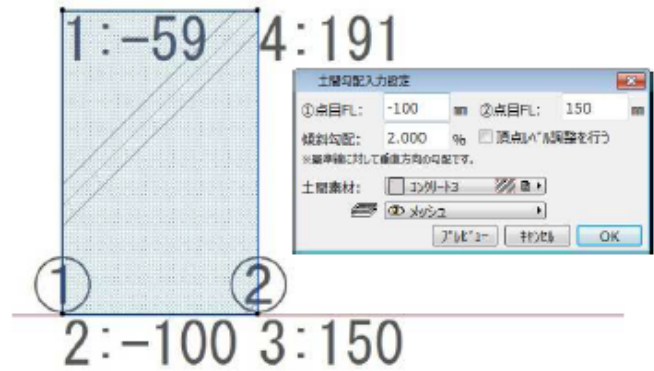 1:-59 4:191
土間勾配入力設定
①点目FL: -100 mm ②点目FL: 150 mm
傾斜勾配: 2.000 % 頂点ﾚﾍﾞﾙ調整を行う
※基準線に対して垂直方向の勾配です。
土間素材: ｺﾝｸﾘｰﾄ3
メッシュ
ﾌﾟﾚﾋﾞｭｰ ｷｬﾝｾﾙ OK
① ②
2:-100 3:150